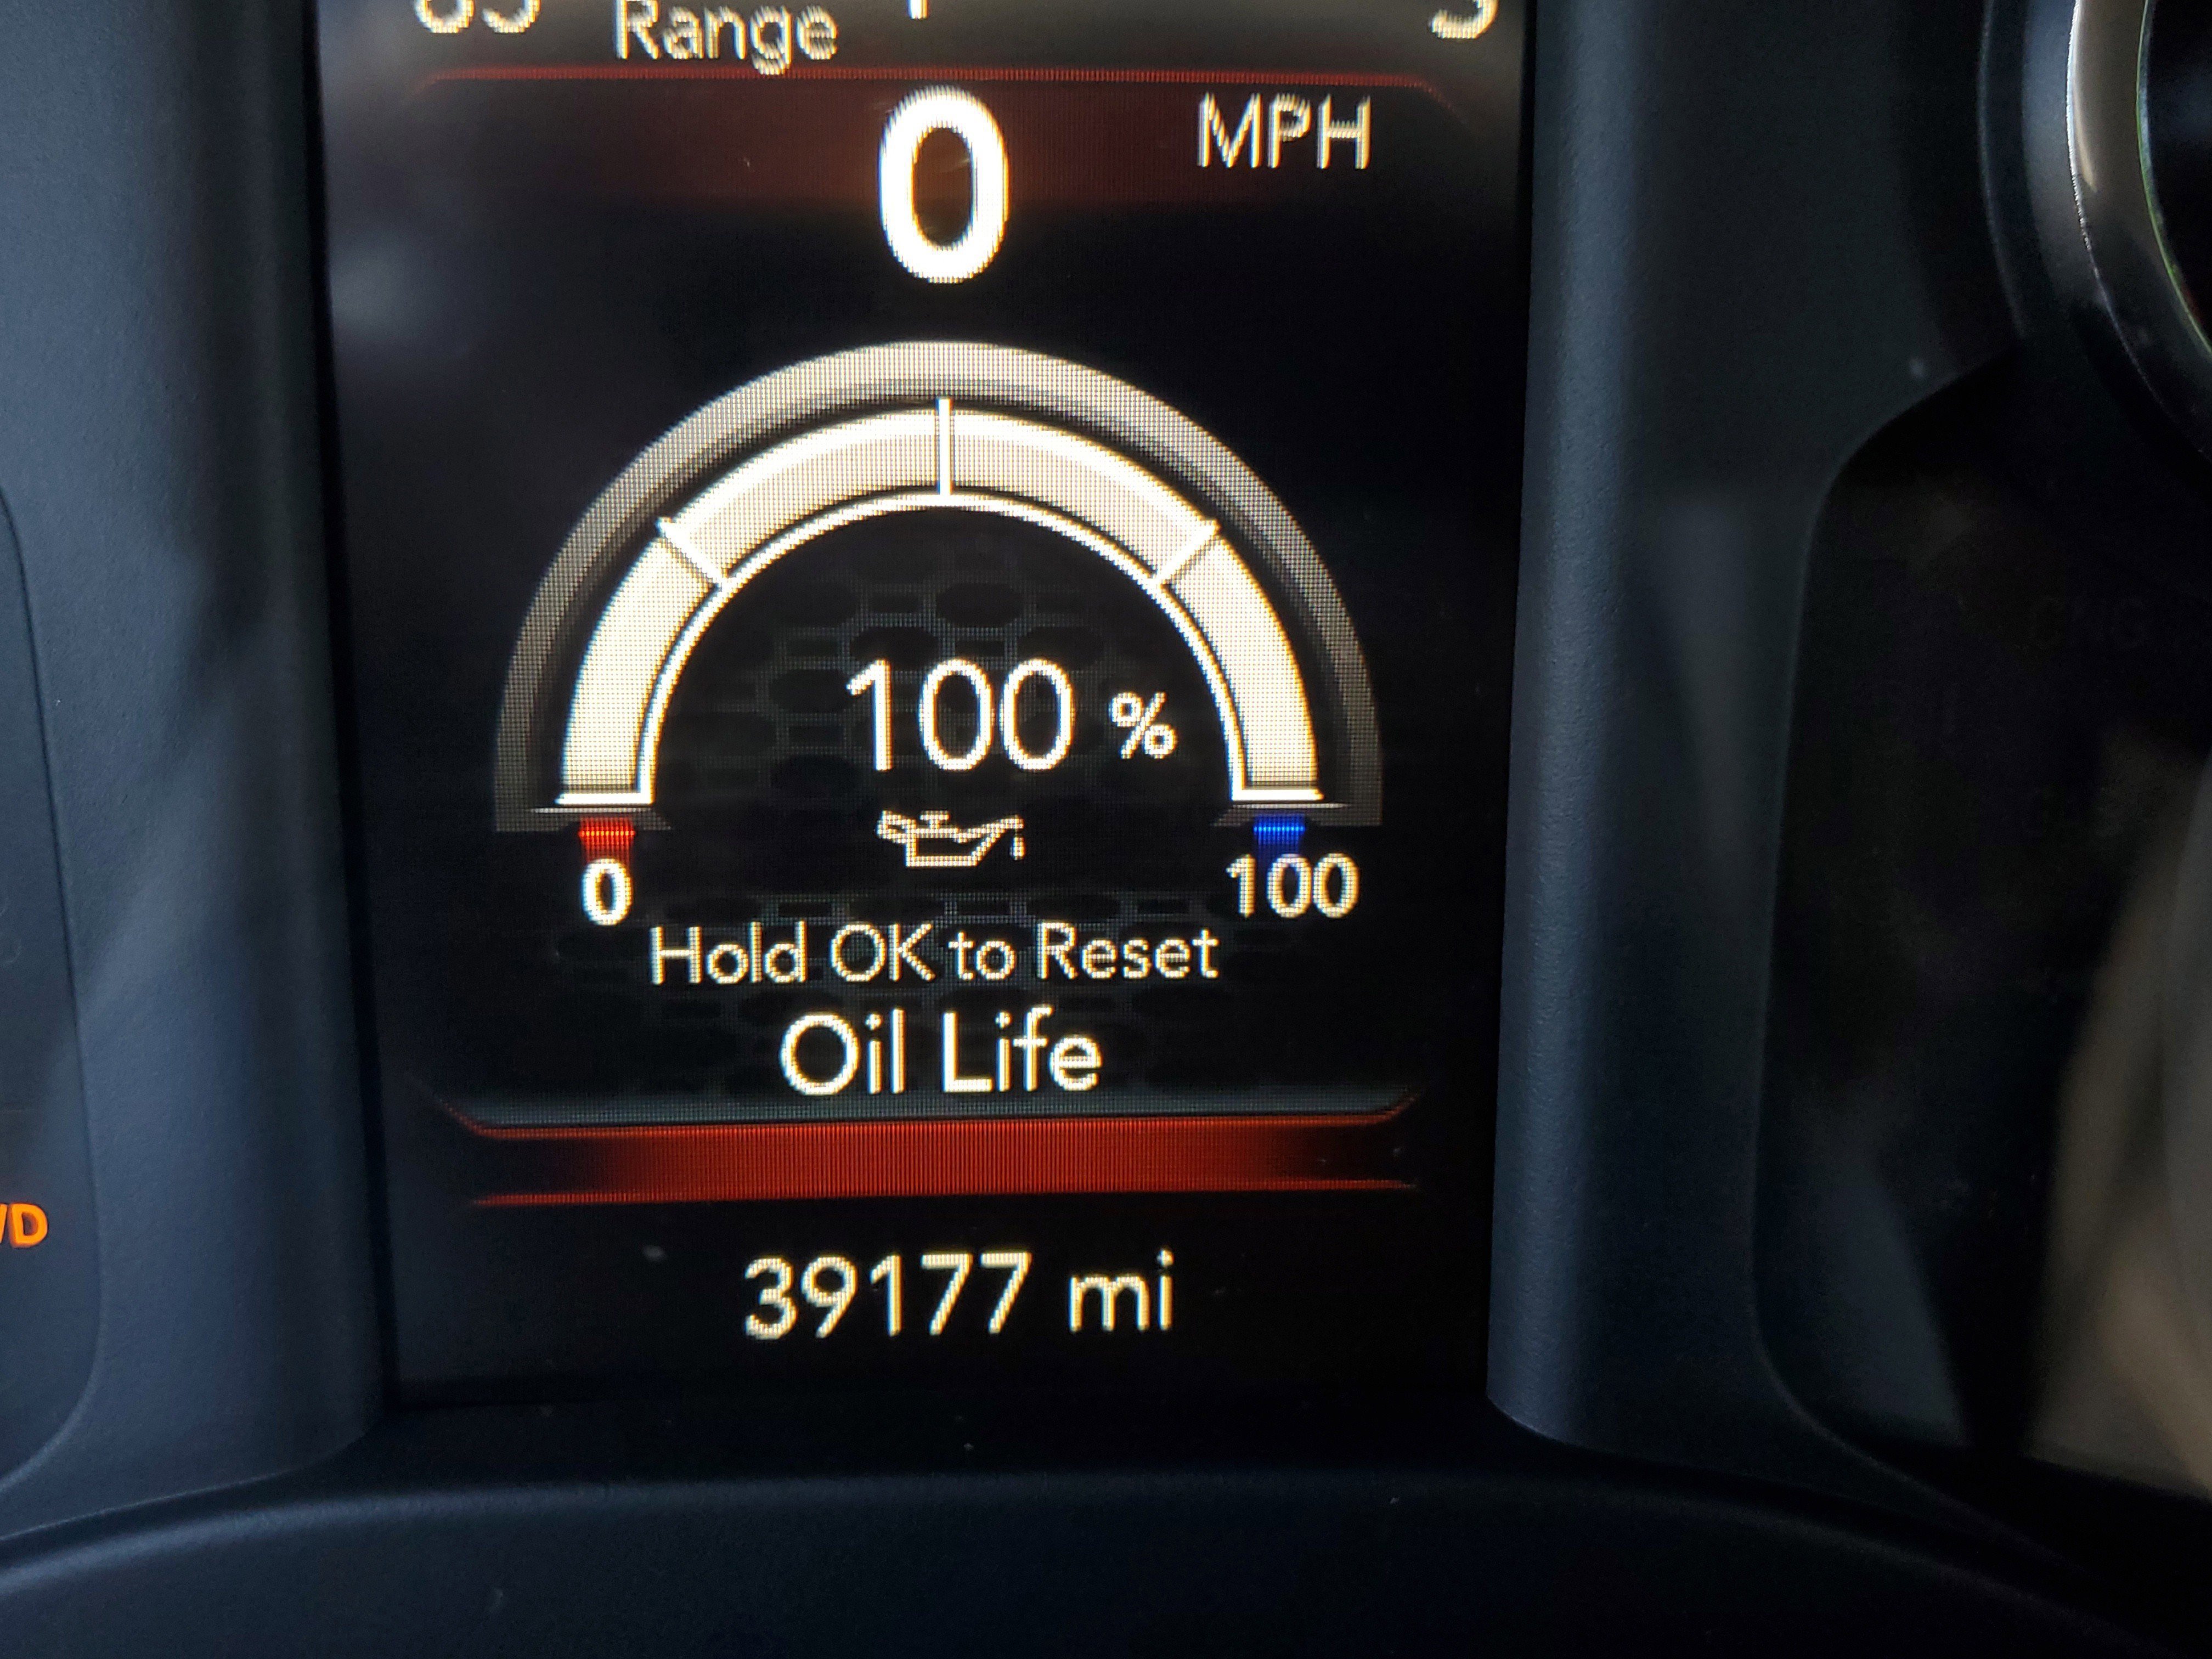 Range
0 MPH
100 %
0 100
Hold OK to Reset
Oil Life
39177 mi